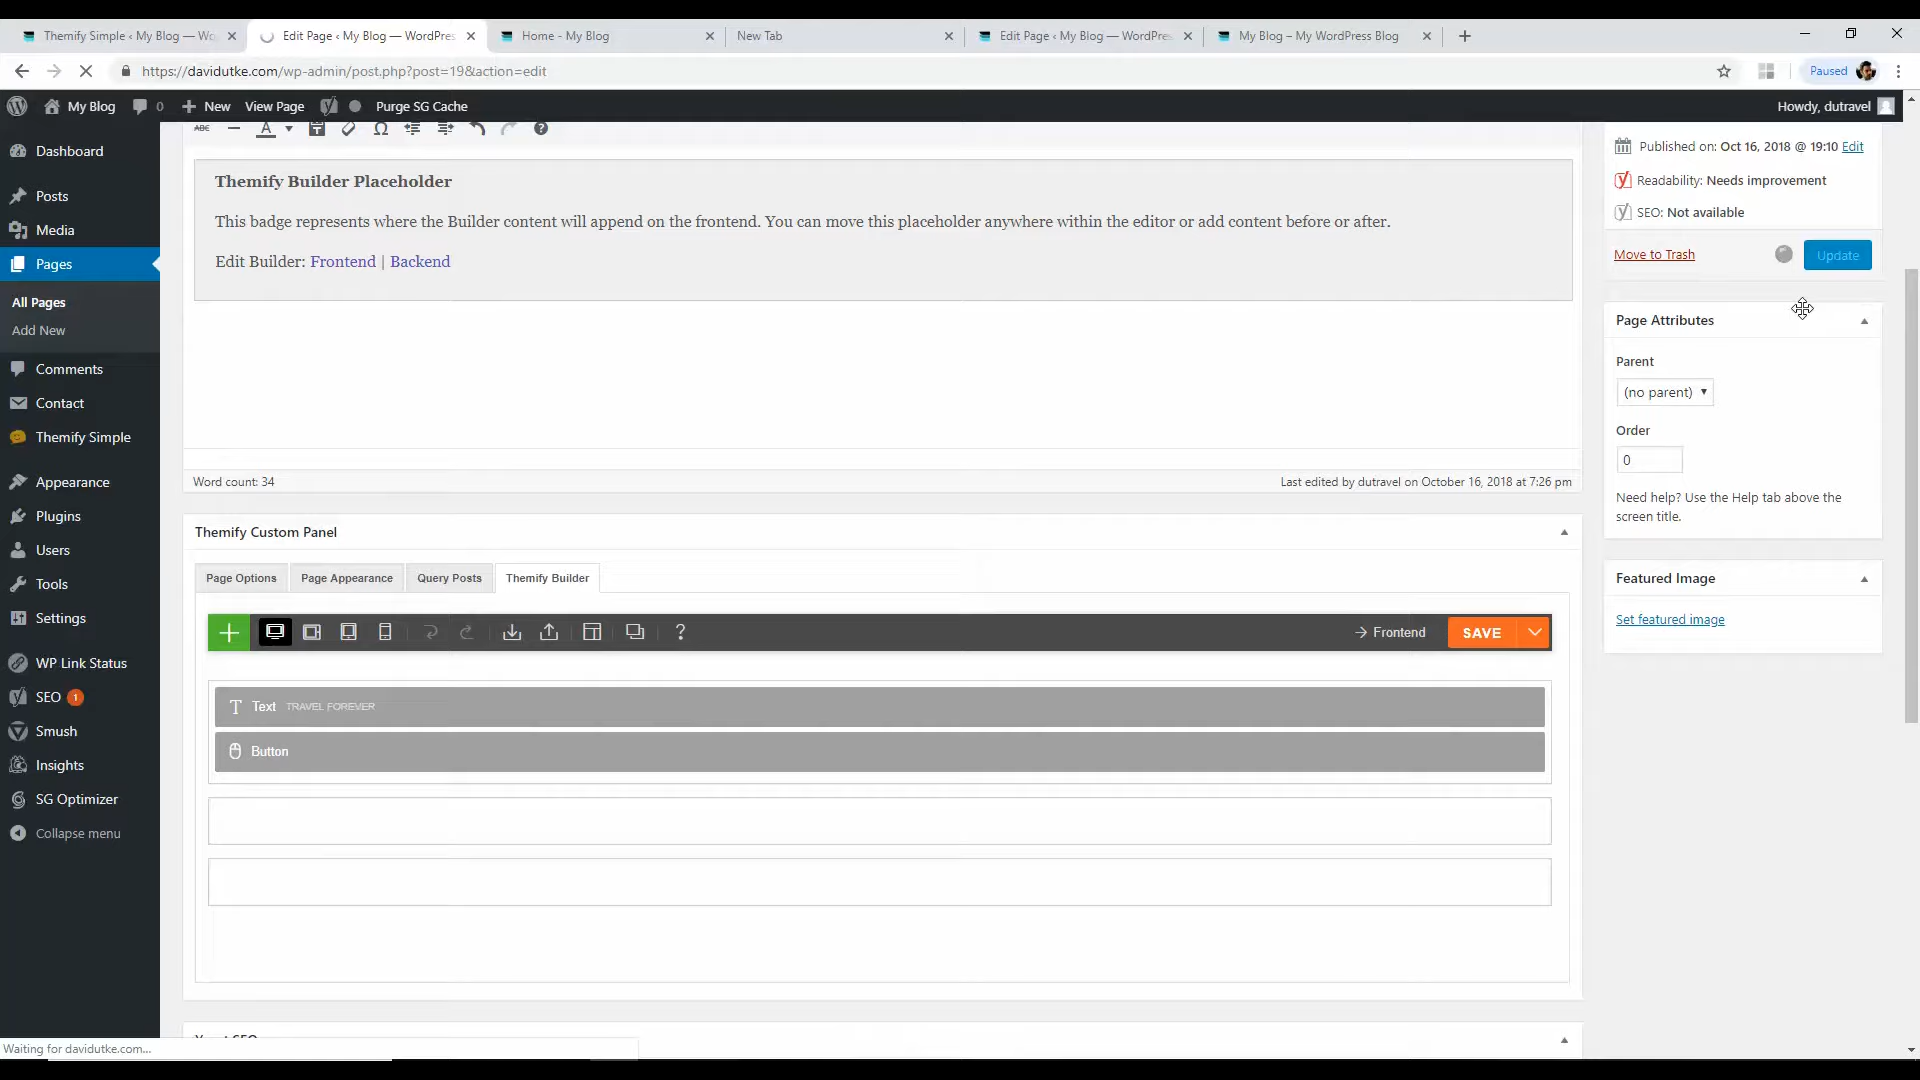 Themify Simple ‹ My Blog — Wo
Edit Page ‹ My Blog — WordPres
Home - My Blog
New Tab
Edit Page ‹ My Blog — WordPres
My Blog – My WordPress Blog
https://davidutke.com/wp-admin/post.php?post=19&action=edit
Paused
My Blog
0
New
View Page
Purge SG Cache
Howdy, dutravel
Dashboard
Posts
Media
Pages
All Pages
Add New
Comments
Contact
Themify Simple
Appearance
Plugins
Users
Tools
Settings
WP Link Status
SEO 1
Smush
Insights
SG Optimizer
Collapse menu
ABC
A
Themify Builder Placeholder
This badge represents where the Builder content will append on the frontend. You can move this placeholder anywhere within the editor or add content before or after.
Edit Builder: Frontend | Backend
Word count: 34
Last edited by dutravel on October 16, 2018 at 7:26 pm
Themify Custom Panel
Page Options
Page Appearance
Query Posts
Themify Builder
Frontend
SAVE
Text TRAVEL FOREVER
Button
Published on: Oct 16, 2018 @ 19:10 Edit
Readability: Needs improvement
SEO: Not available
Move to Trash
Update
Page Attributes
Parent
(no parent)
Order
0
Need help? Use the Help tab above the
screen title.
Featured Image
Set featured image
Waiting for davidutke.com...